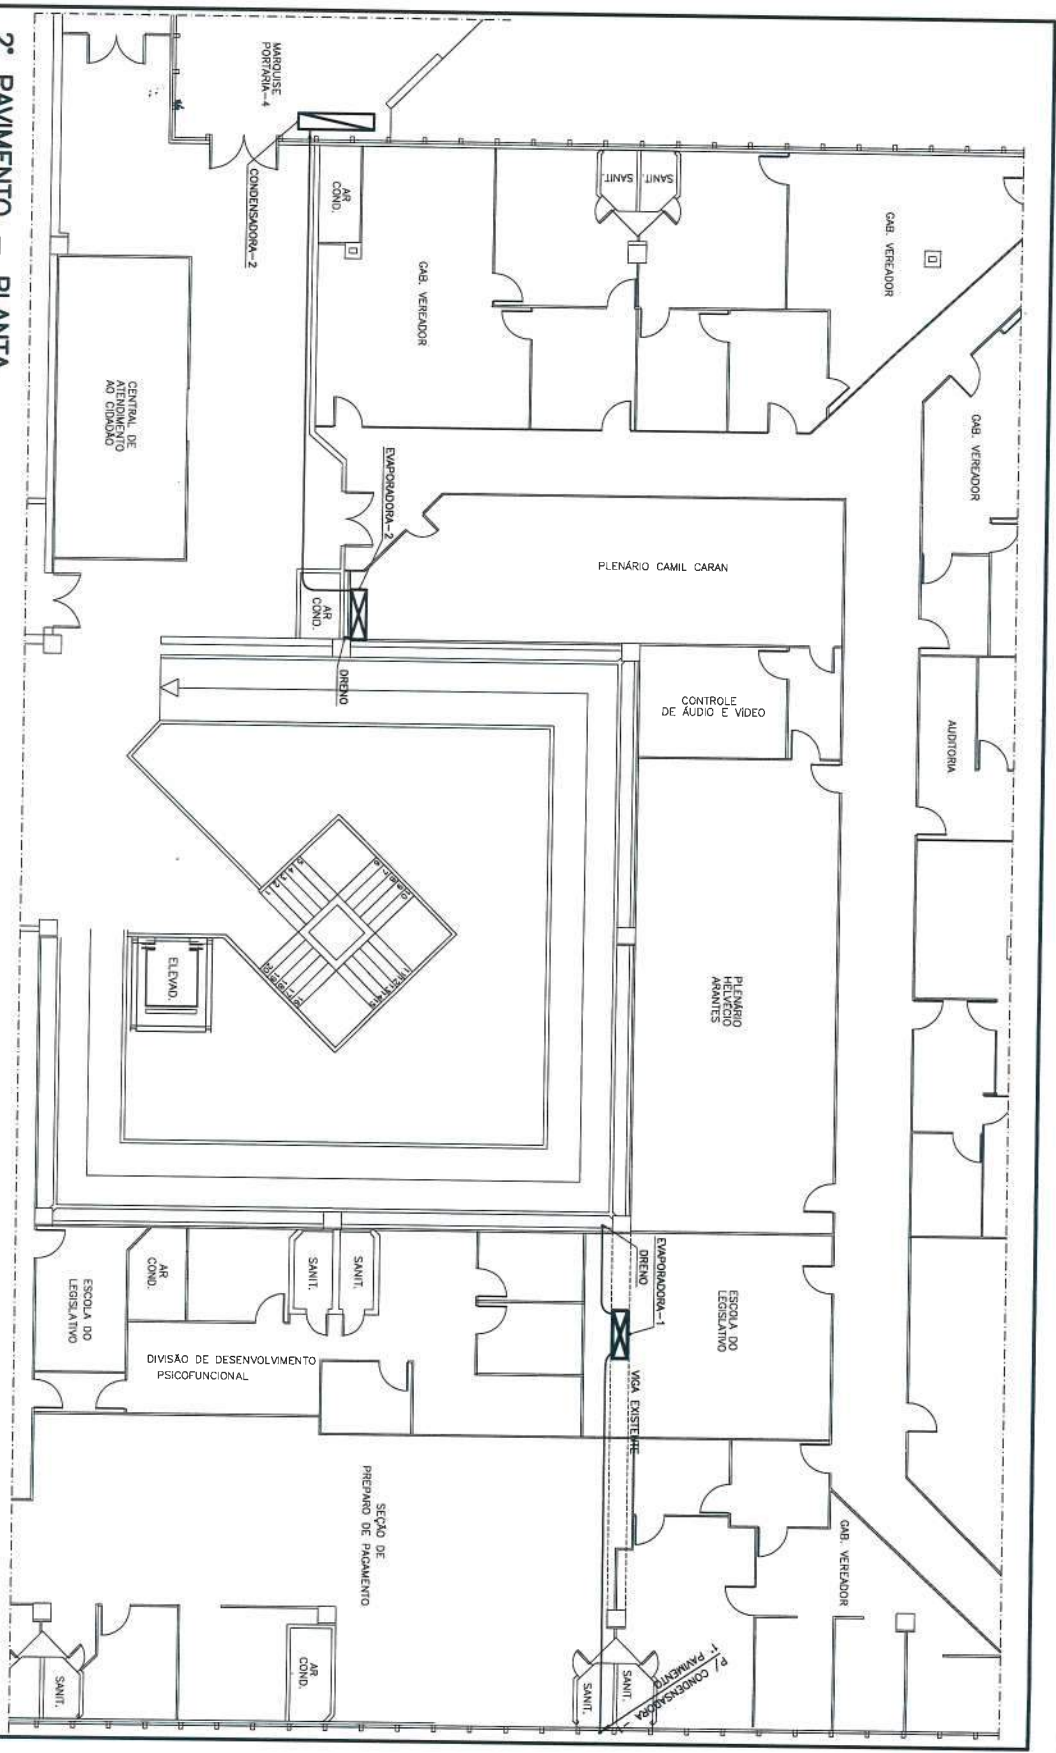 2° PAVIMENTO – PLANTA
MARQUISE
PORTARIA-4
CONDENSADORA-2
AR
COND.
SANIT.
SANIT.
GAB. VEREADOR
GAB. VEREADOR
GAB. VEREADOR
CENTRAL DE
ATENDIMENTO
AO CIDADÃO
EVAPORADORA-2
AR
COND.
DRENO
PLENÁRIO CAMIL CARAN
CONTROLE
DE ÁUDIO E VÍDEO
AUDITORIA
ELEVAD.
PLENÁRIO
HELVÉCIO
ARANTES
ESCOLA DO
LEGISLATIVO
AR
COND.
SANIT.
SANIT.
DIVISÃO DE DESENVOLVIMENTO
PSICOFUNCIONAL
EVAPORADORA-1
DRENO
VIGA EXISTENTE
ESCOLA DO
LEGISLATIVO
SEÇÃO DE
PREPARO DE PAGAMENTO
GAB. VEREADOR
AR
COND.
SANIT.
SANIT.
SANIT.
P/ CONDENSADORA -1
1° PAVIMENTO